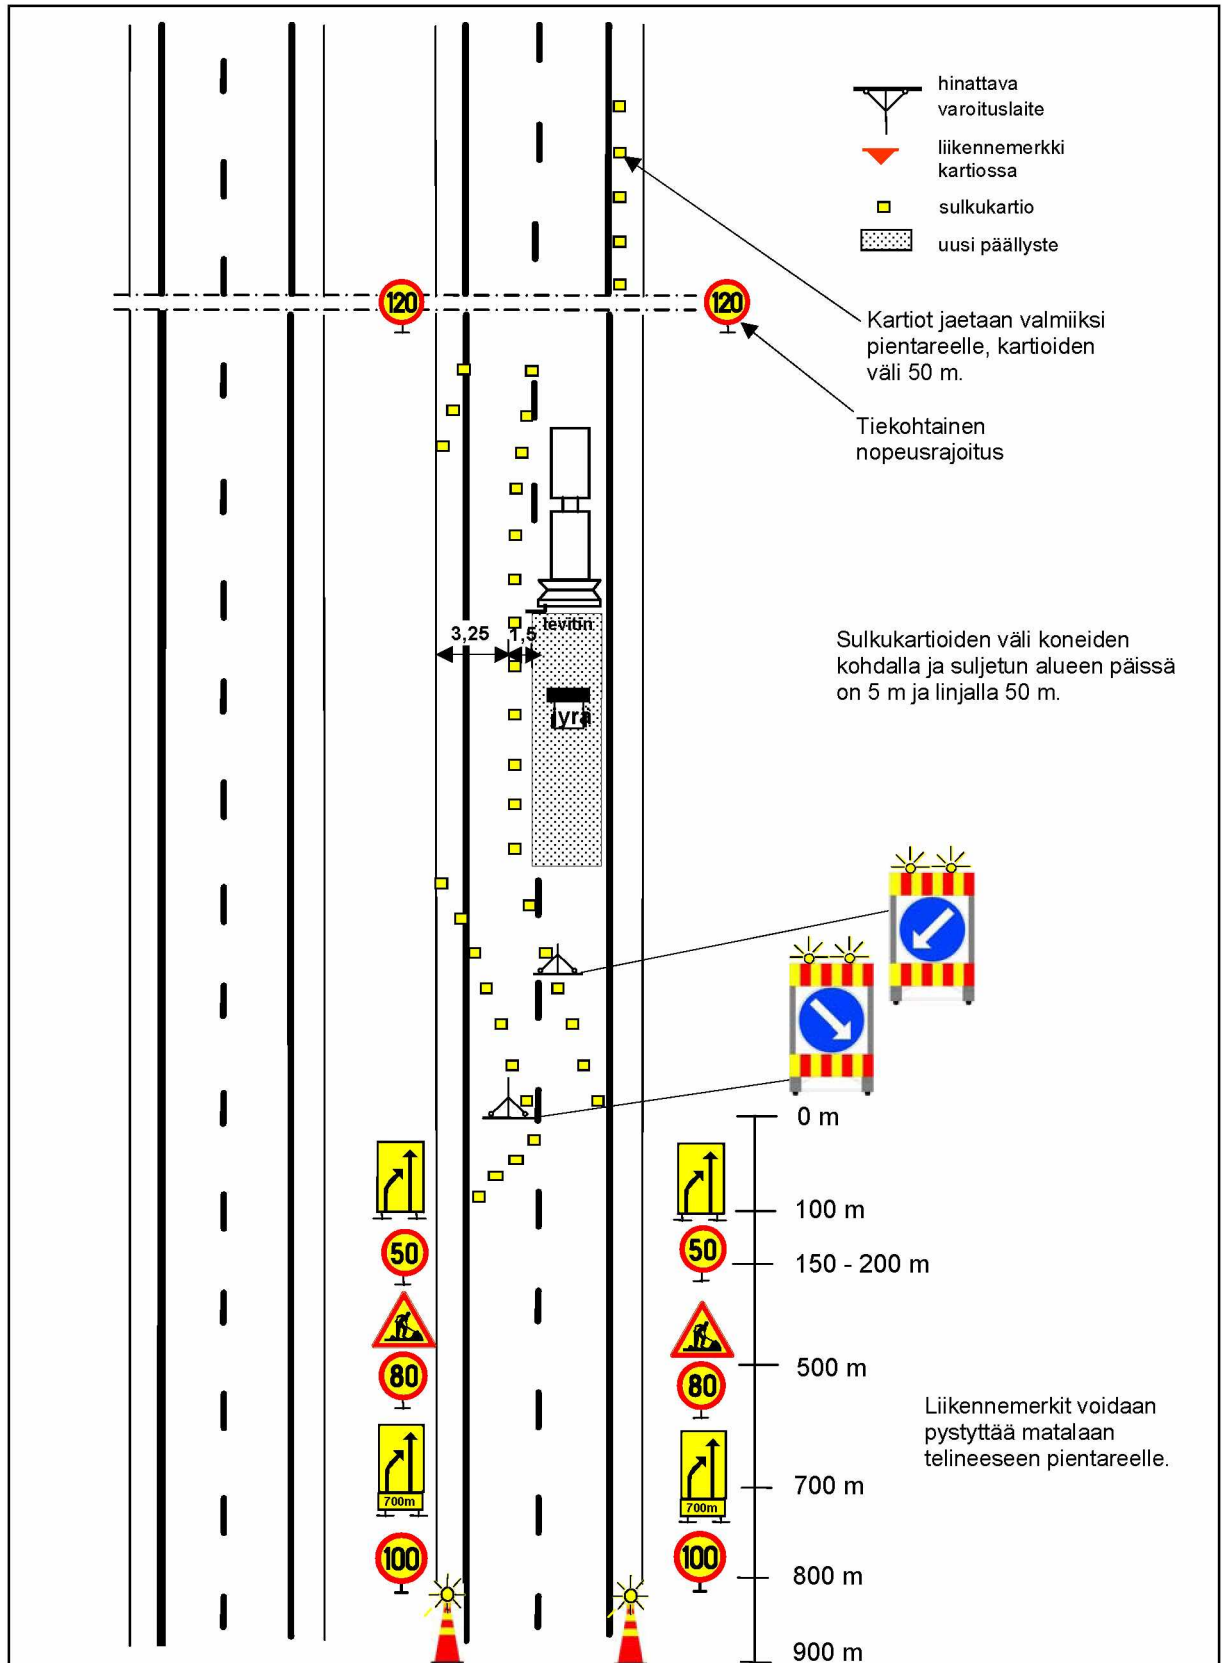 hinattava
varoituslaite
liikennemerkki
kartiossa
sulkukartio
uusi päällyste
120
120
Kartiot jaetaan valmiiksi
pientareelle, kartioiden
väli 50 m.
Tiekohtainen
nopeusrajoitus
levitin
3,25
1,5
Sulkukartioiden väli koneiden
kohdalla ja suljetun alueen päissä
on 5 m ja linjalla 50 m.
jyrä
0 m
100 m
50
50
150 - 200 m
500 m
80
80
Liikennemerkit voidaan
pystyttää matalaan
telineeseen pientareelle.
700m
700m
700 m
100
100
800 m
900 m